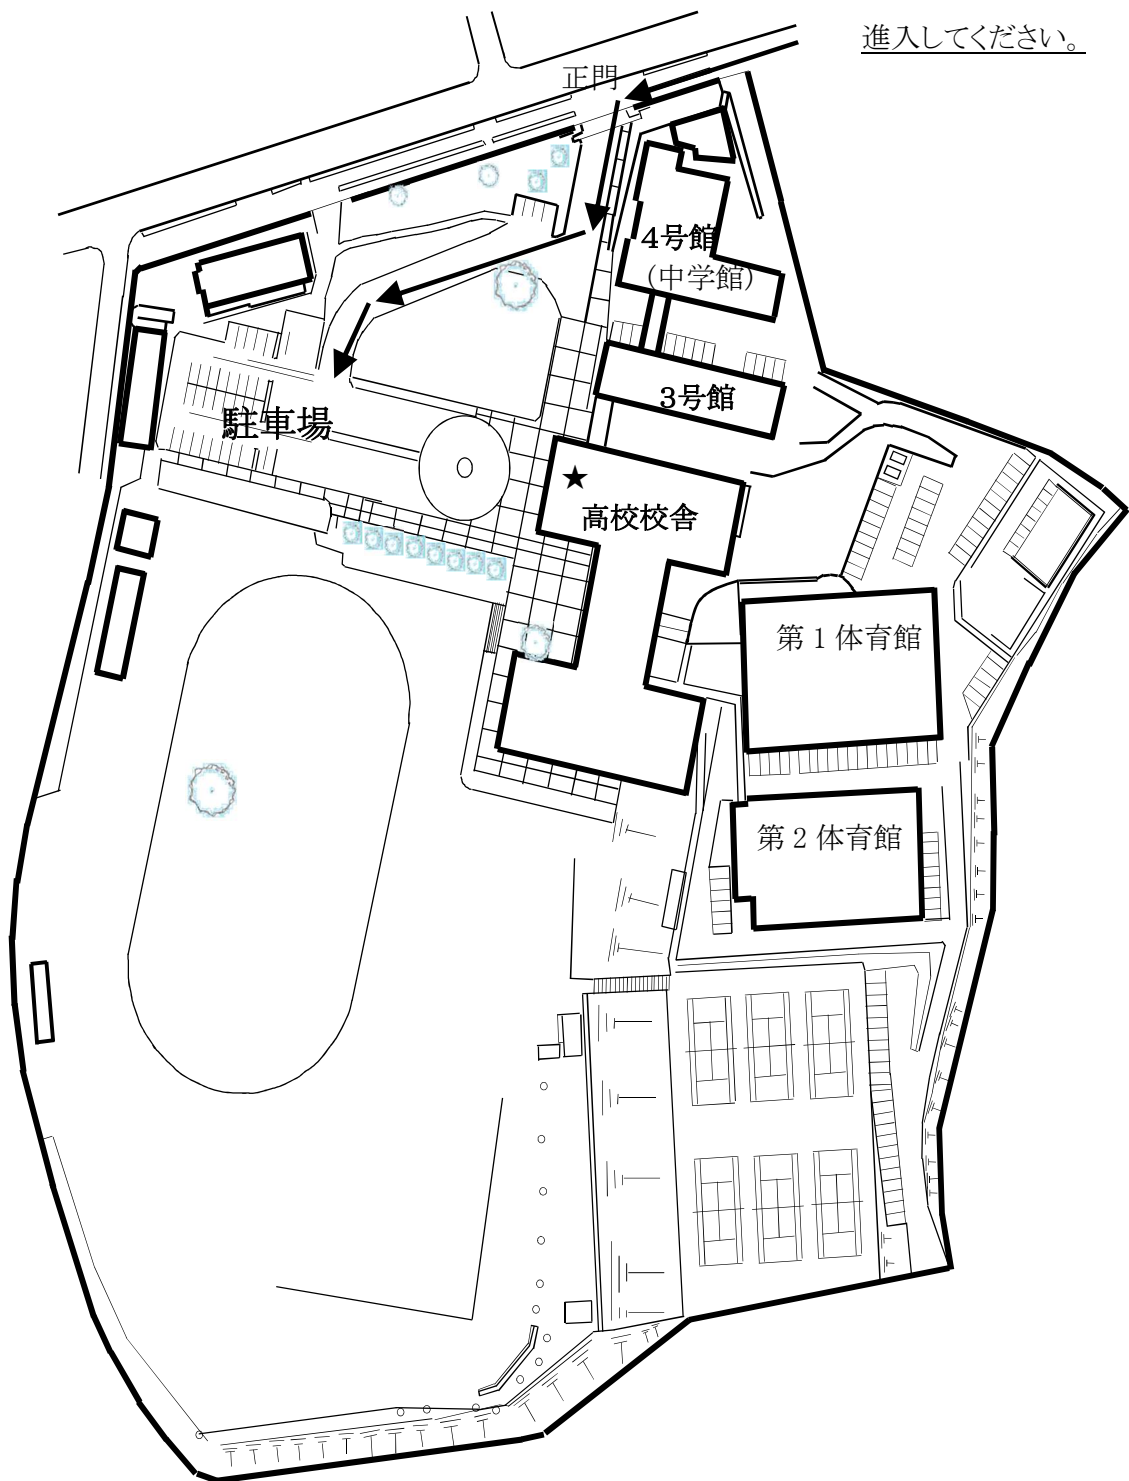 進入してください。
正門
4号館
(中学館)
3号館
駐車場
★
高校校舎
第1体育館
第2体育館